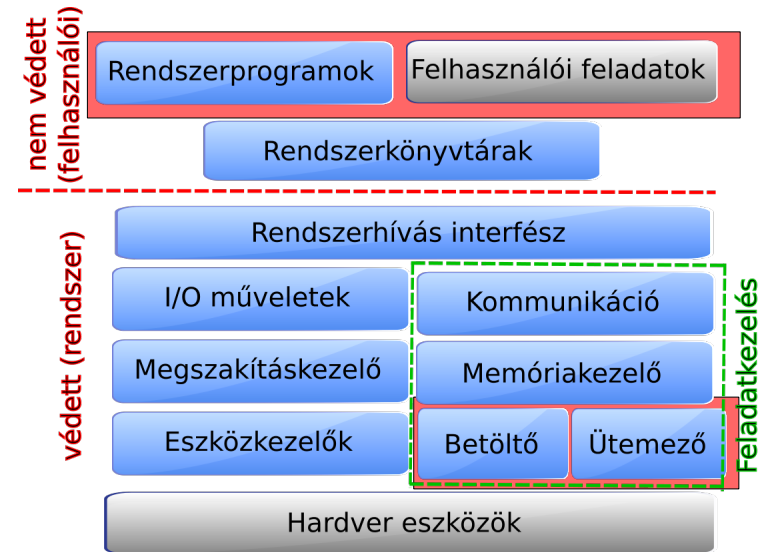 nem védett
(felhasználói)
Rendszerprogramok
Felhasználói feladatok
Rendszerkönyvtárak
védett (rendszer)
Rendszerhívás interfész
I/O műveletek
Kommunikáció
Megszakításkezelő
Memóriakezelő
Eszközkezelők
Betöltő
Ütemező
Feladatkezelés
Hardver eszközök